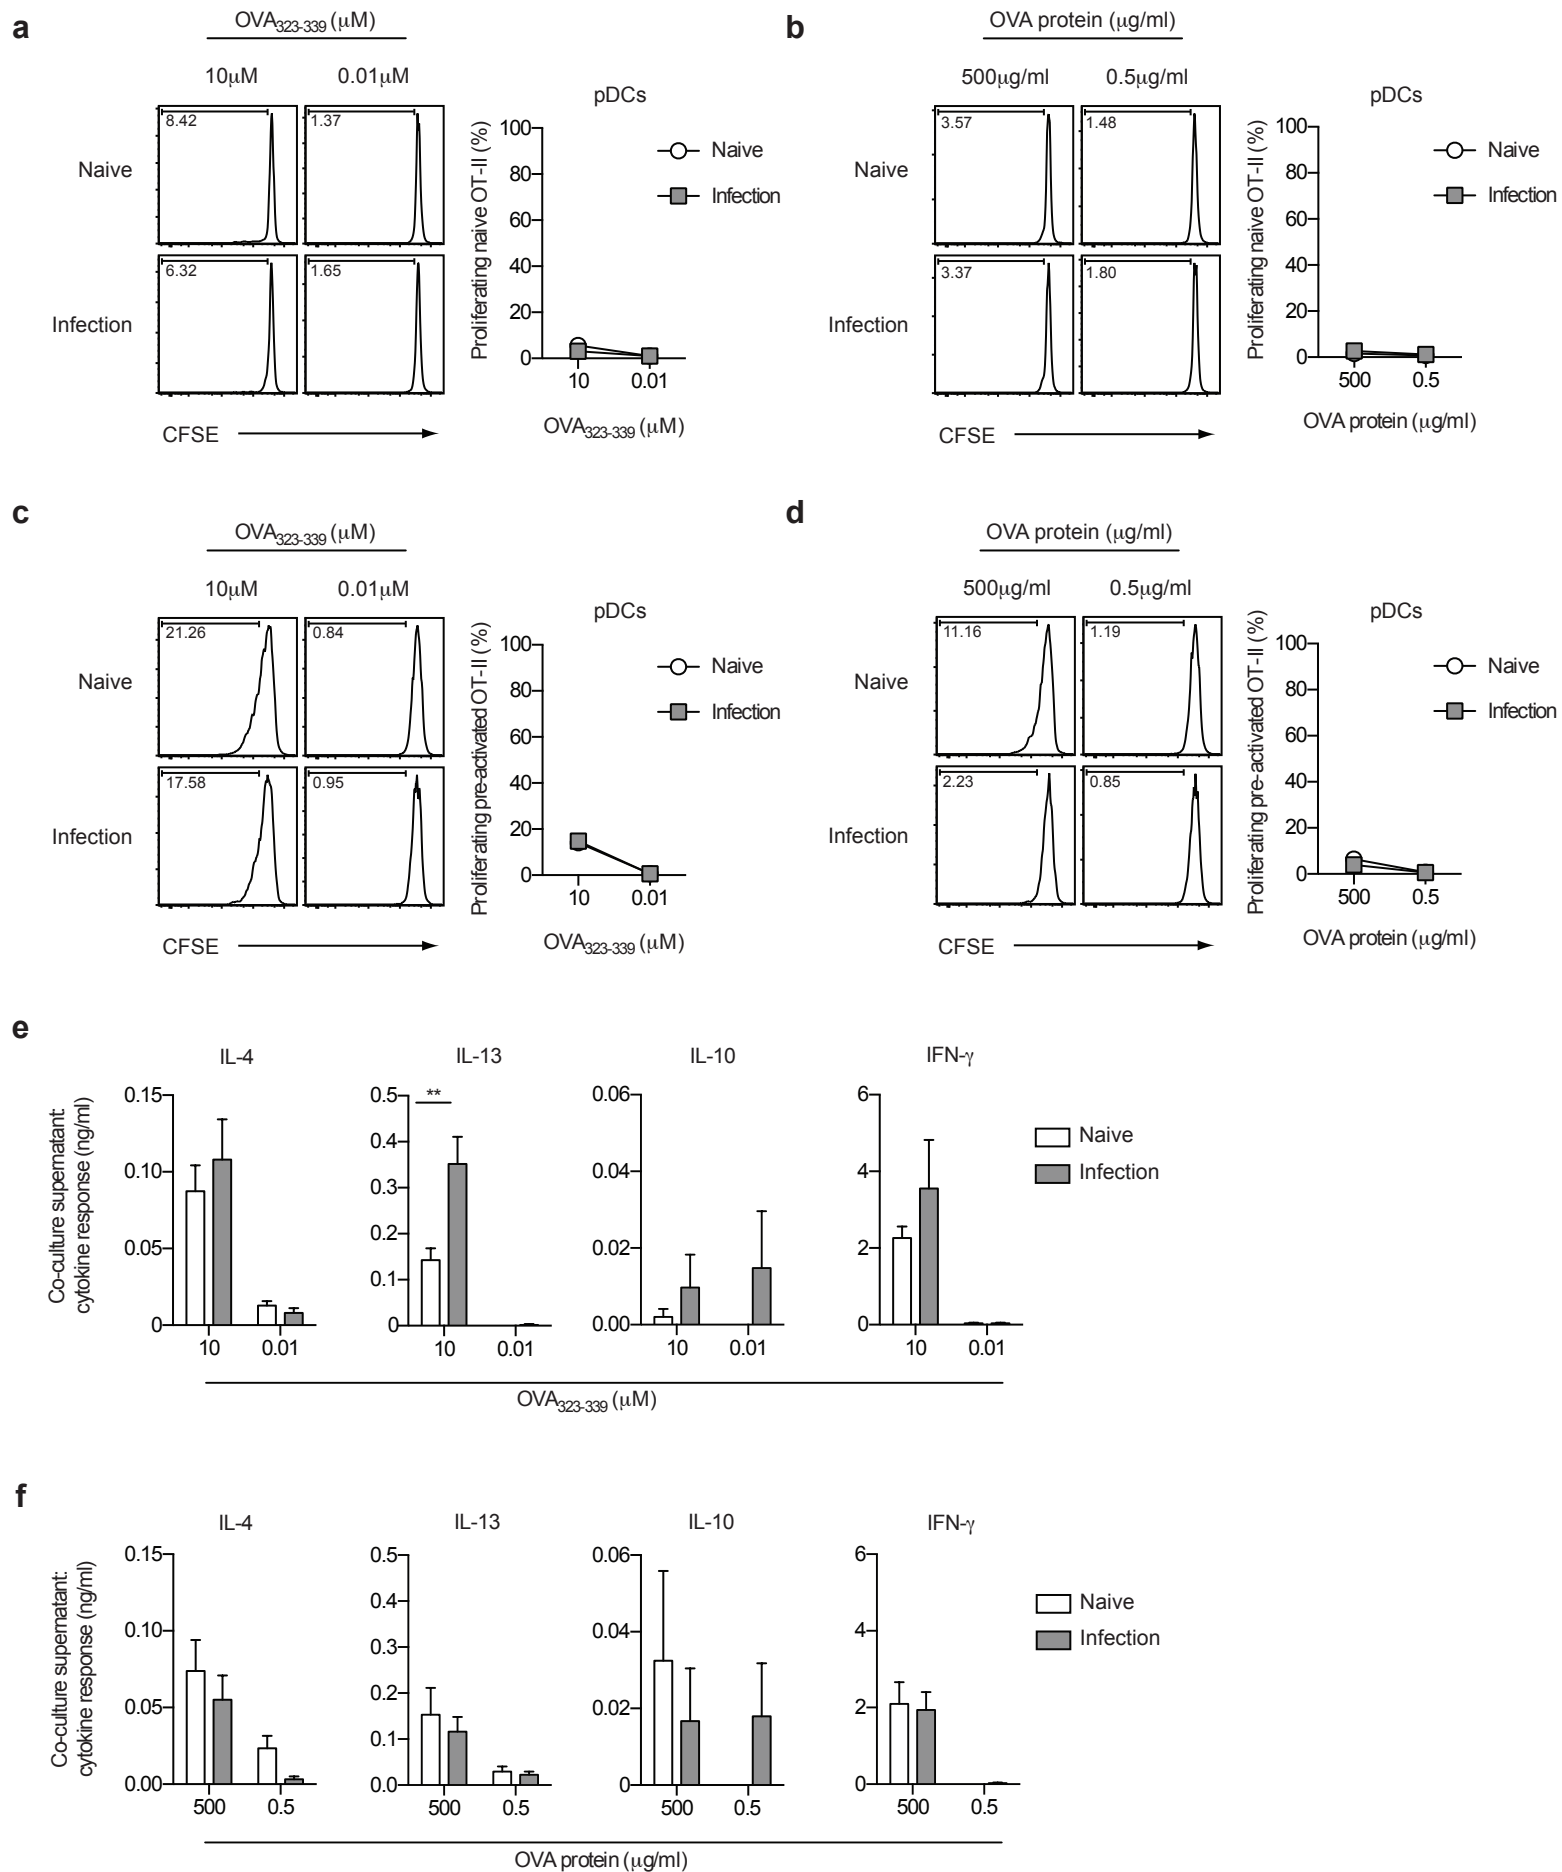 a
OVA323-339 (μM)
10μM 0.01μM
Naive
8.42
1.37
Infection
6.32
1.65
CFSE
pDCs
Proliferating naive OT-II (%)
100
80
60
40
20
0
10 0.01
OVA323-339 (μM)
Naive
Infection
b
OVA protein (μg/ml)
500μg/ml 0.5μg/ml
Naive
3.57
1.48
Infection
3.37
1.80
CFSE
pDCs
Proliferating naive OT-II (%)
100
80
60
40
20
0
500 0.5
OVA protein (μg/ml)
Naive
Infection
c
OVA323-339 (μM)
10μM 0.01μM
Naive
21.26
0.84
Infection
17.58
0.95
CFSE
pDCs
Proliferating pre-activated OT-II (%)
100
80
60
40
20
0
10 0.01
OVA323-339 (μM)
Naive
Infection
d
OVA protein (μg/ml)
500μg/ml 0.5μg/ml
Naive
11.16
1.19
Infection
2.23
0.85
CFSE
pDCs
Proliferating pre-activated OT-II (%)
100
80
60
40
20
0
500 0.5
OVA protein (μg/ml)
Naive
Infection
e
Co-culture supernatant:
cytokine response (ng/ml)
IL-4
0.15
0.10
0.05
0
10 0.01
IL-13
**
0.5
0.4
0.3
0.2
0.1
0
10 0.01
IL-10
0.06
0.04
0.02
0.00
10 0.01
IFN-γ
6
4
2
0
10 0.01
Naive
Infection
OVA323-339 (μM)
f
Co-culture supernatant:
cytokine response (ng/ml)
IL-4
0.15
0.10
0.05
0.00
500 0.5
IL-13
0.5
0.4
0.3
0.2
0.1
0.0
500 0.5
IL-10
0.06
0.04
0.02
0
500 0.5
IFN-γ
6
4
2
0
500 0.5
Naive
Infection
OVA protein (μg/ml)